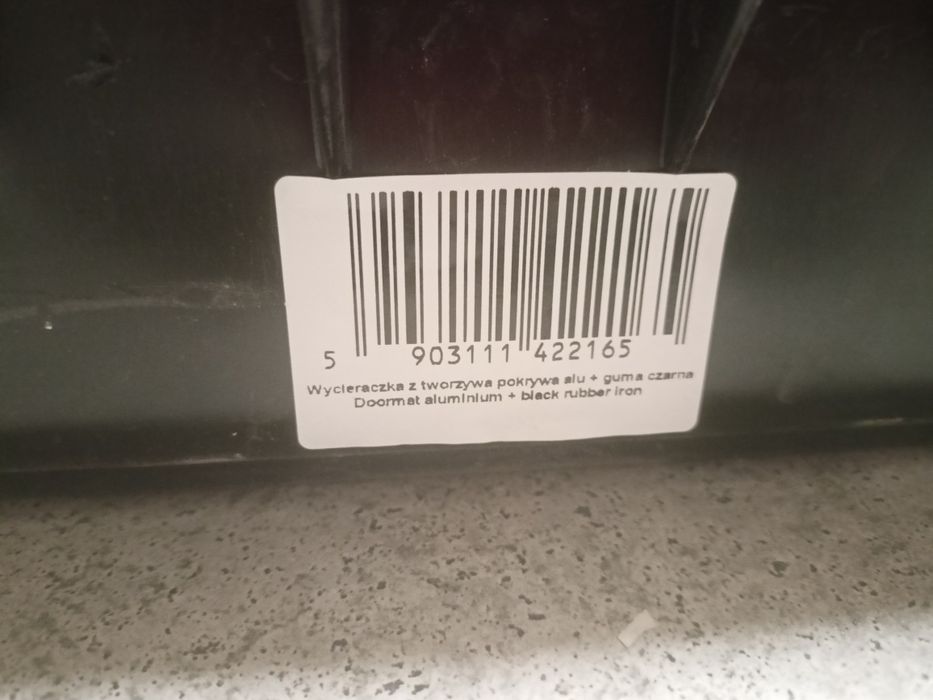 5 903111 422165
Wycieraczka z tworzywa pokrywa alu + guma czarna
Doormat aluminium + black rubber iron